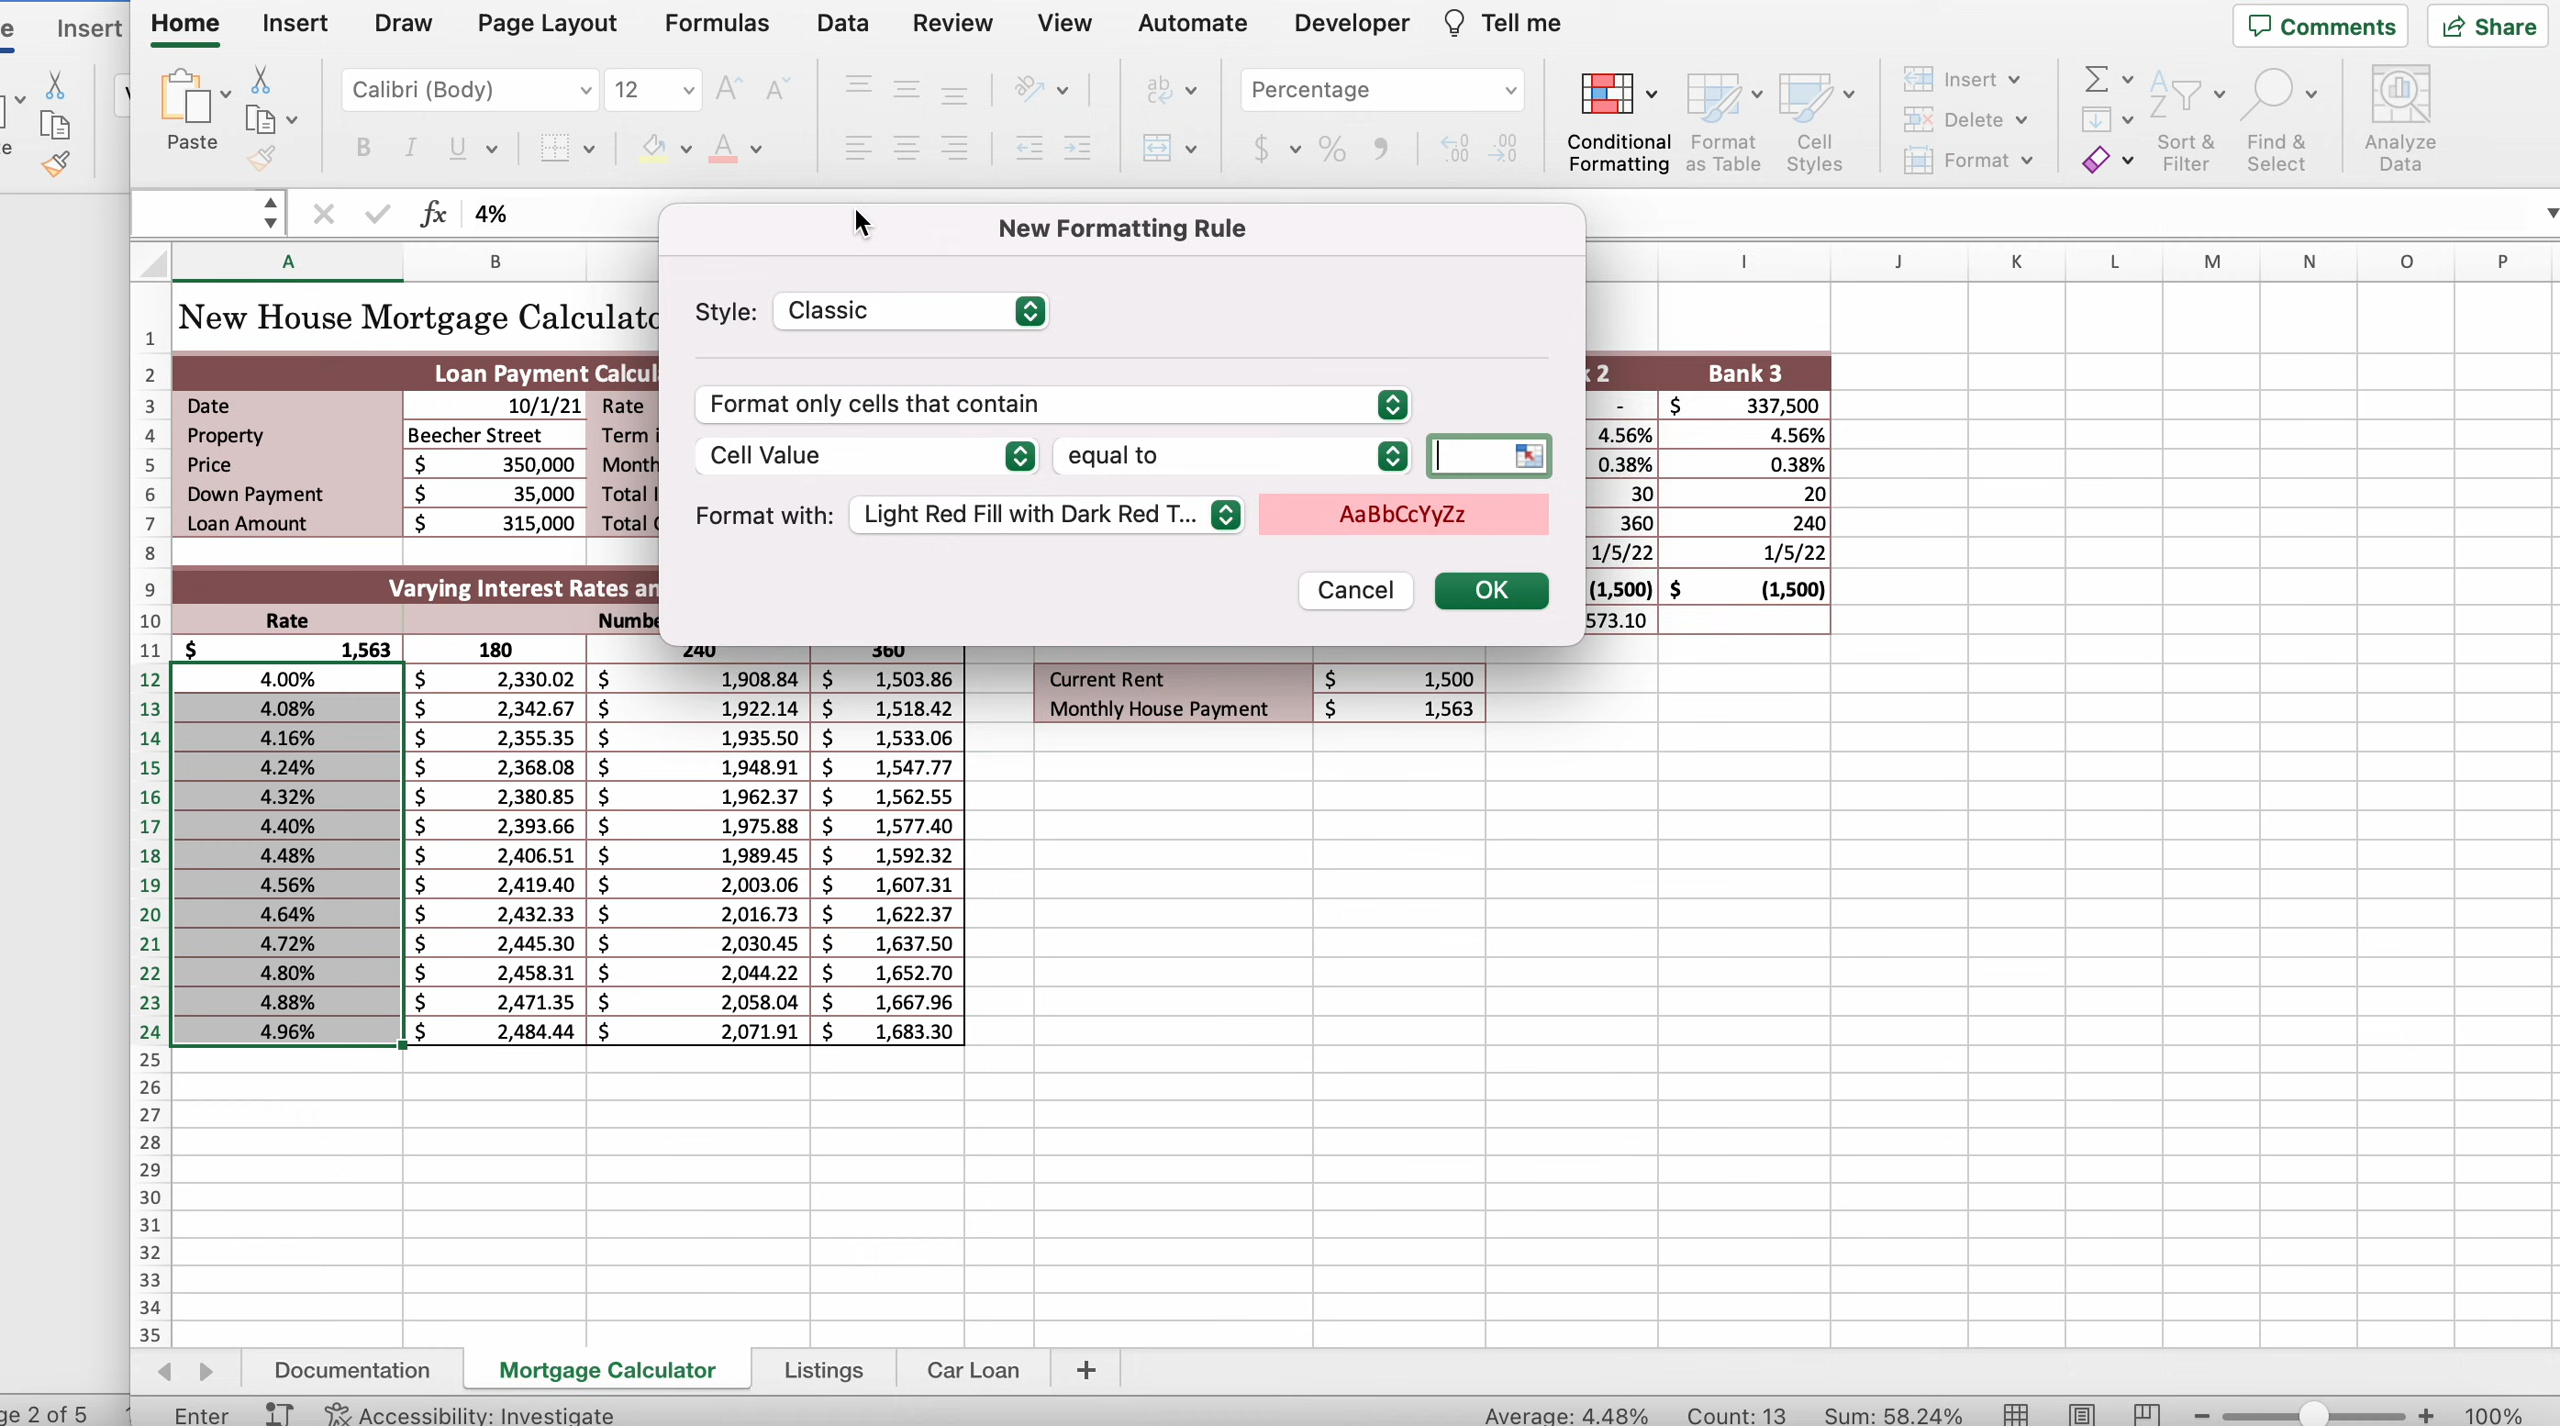 e Insert
Home Insert Draw Page Layout Formulas Data Review View Automate Developer Tell me Comments Share
Calibri (Body) 12 Percentage Insert
Delete
Format
Paste
B I U A $ % Conditional Formatting Format as Table Cell Styles Sort & Filter Find & Select Analyze Data
fx 4%
New Formatting Rule
Style: Classic
Format only cells that contain
Cell Value equal to
Format with: Light Red Fill with Dark Red T... AaBbCcYyZz
Cancel OK
A B I J K L M N O P
1 New House Mortgage Calculato
2 Loan Payment Calcul 2 Bank 3
3 Date 10/1/21 Rate - $ 337,500
4 Property Beecher Street Term i 4.56% 4.56%
5 Price $ 350,000 Month 0.38% 0.38%
6 Down Payment $ 35,000 Total I 30 20
7 Loan Amount $ 315,000 Total 360 240
8 1/5/22 1/5/22
9 Varying Interest Rates an (1,500) $ (1,500)
10 Rate Numbe 573.10
11 $ 1,563 180 240 360
12 4.00% $ 2,330.02 $ 1,908.84 $ 1,503.86 Current Rent $ 1,500
13 4.08% $ 2,342.67 $ 1,922.14 $ 1,518.42 Monthly House Payment $ 1,563
14 4.16% $ 2,355.35 $ 1,935.50 $ 1,533.06
15 4.24% $ 2,368.08 $ 1,948.91 $ 1,547.77
16 4.32% $ 2,380.85 $ 1,962.37 $ 1,562.55
17 4.40% $ 2,393.66 $ 1,975.88 $ 1,577.40
18 4.48% $ 2,406.51 $ 1,989.45 $ 1,592.32
19 4.56% $ 2,419.40 $ 2,003.06 $ 1,607.31
20 4.64% $ 2,432.33 $ 2,016.73 $ 1,622.37
21 4.72% $ 2,445.30 $ 2,030.45 $ 1,637.50
22 4.80% $ 2,458.31 $ 2,044.22 $ 1,652.70
23 4.88% $ 2,471.35 $ 2,058.04 $ 1,667.96
24 4.96% $ 2,484.44 $ 2,071.91 $ 1,683.30
25
26
27
28
29
30
31
32
33
34
35
Documentation Mortgage Calculator Listings Car Loan +
ge 2 of 5 Enter Accessibility: Investigate Average: 4.48% Count: 13 Sum: 58.24% 100%